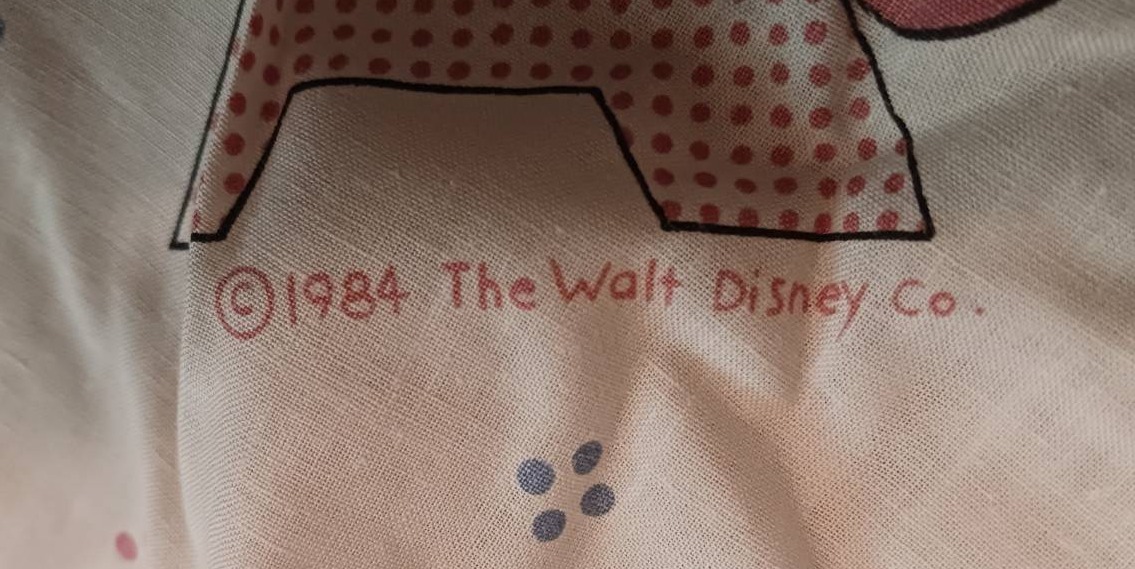 ©1984 The Walt Disney Co.